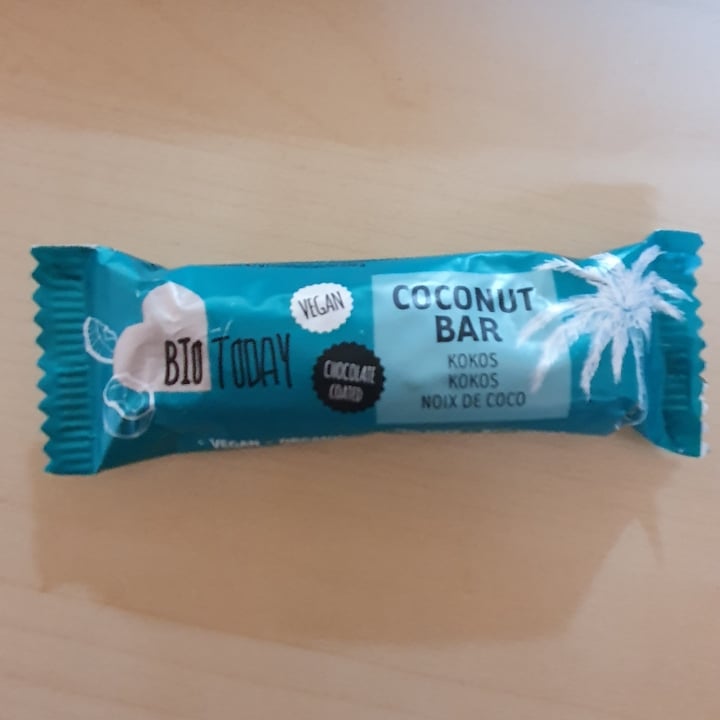 BIO TODAY
VEGAN
CHOCOLATE
COATED
COCONUT
BAR
KOKOS
KOKOS
NOIX DE COCO
VEGAN -